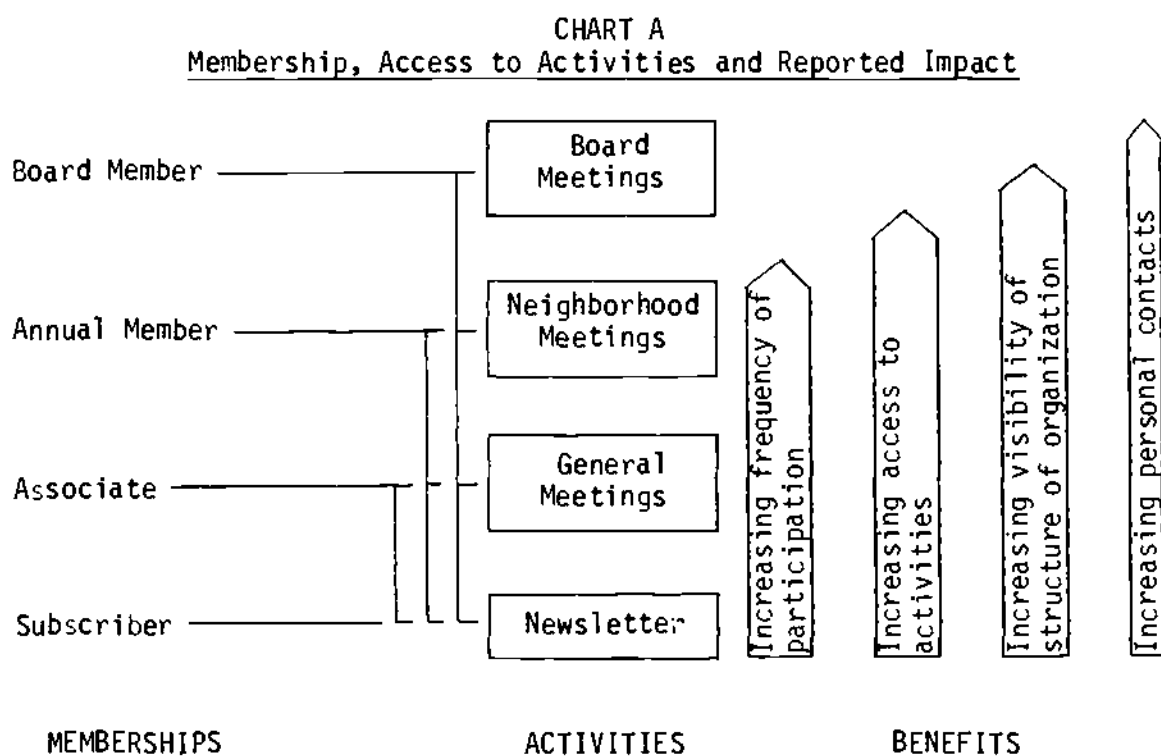 CHART A
Membership, Access to Activities and Reported Impact
Board Member
Board
Meetings
Annual Member
Neighborhood
Meetings
Associate
General
Meetings
Subscriber
Newsletter
Increasing frequency of
participation
Increasing access to
activities
Increasing visibility of
structure of organization
Increasing personal contacts
MEMBERSHIPS
ACTIVITIES
BENEFITS